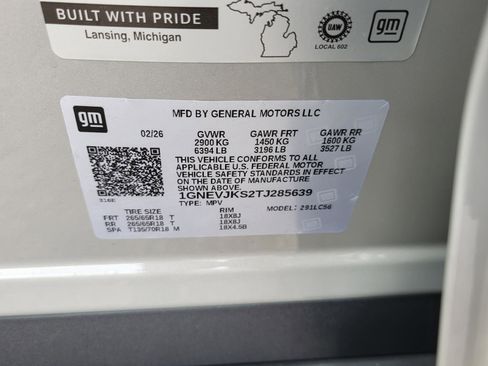 BUILT WITH PRIDE
Lansing, Michigan
UAW
LOCAL 602
gm
gm
MFD BY GENERAL MOTORS LLC
02/26 GVWR GAWR FRT GAWR RR
2900 KG 1450 KG 1600 KG
6394 LB 3196 LB 3527 LB
THIS VEHICLE CONFORMS TO ALL
APPLICABLE U.S. FEDERAL MOTOR
VEHICLE SAFETY STANDARDS IN EFFECT
ON THE DATE OF MANUFACTURE
SHOWN ABOVE.
1GNEVJKS2TJ285639
316E TYPE: MPV MODEL: 291LC56
TIRE SIZE RIM
FRT 265/65R18 T 18X8J
RR 265/65R18 T 18X8J
SPA T135/70R18 M 18X4.5B